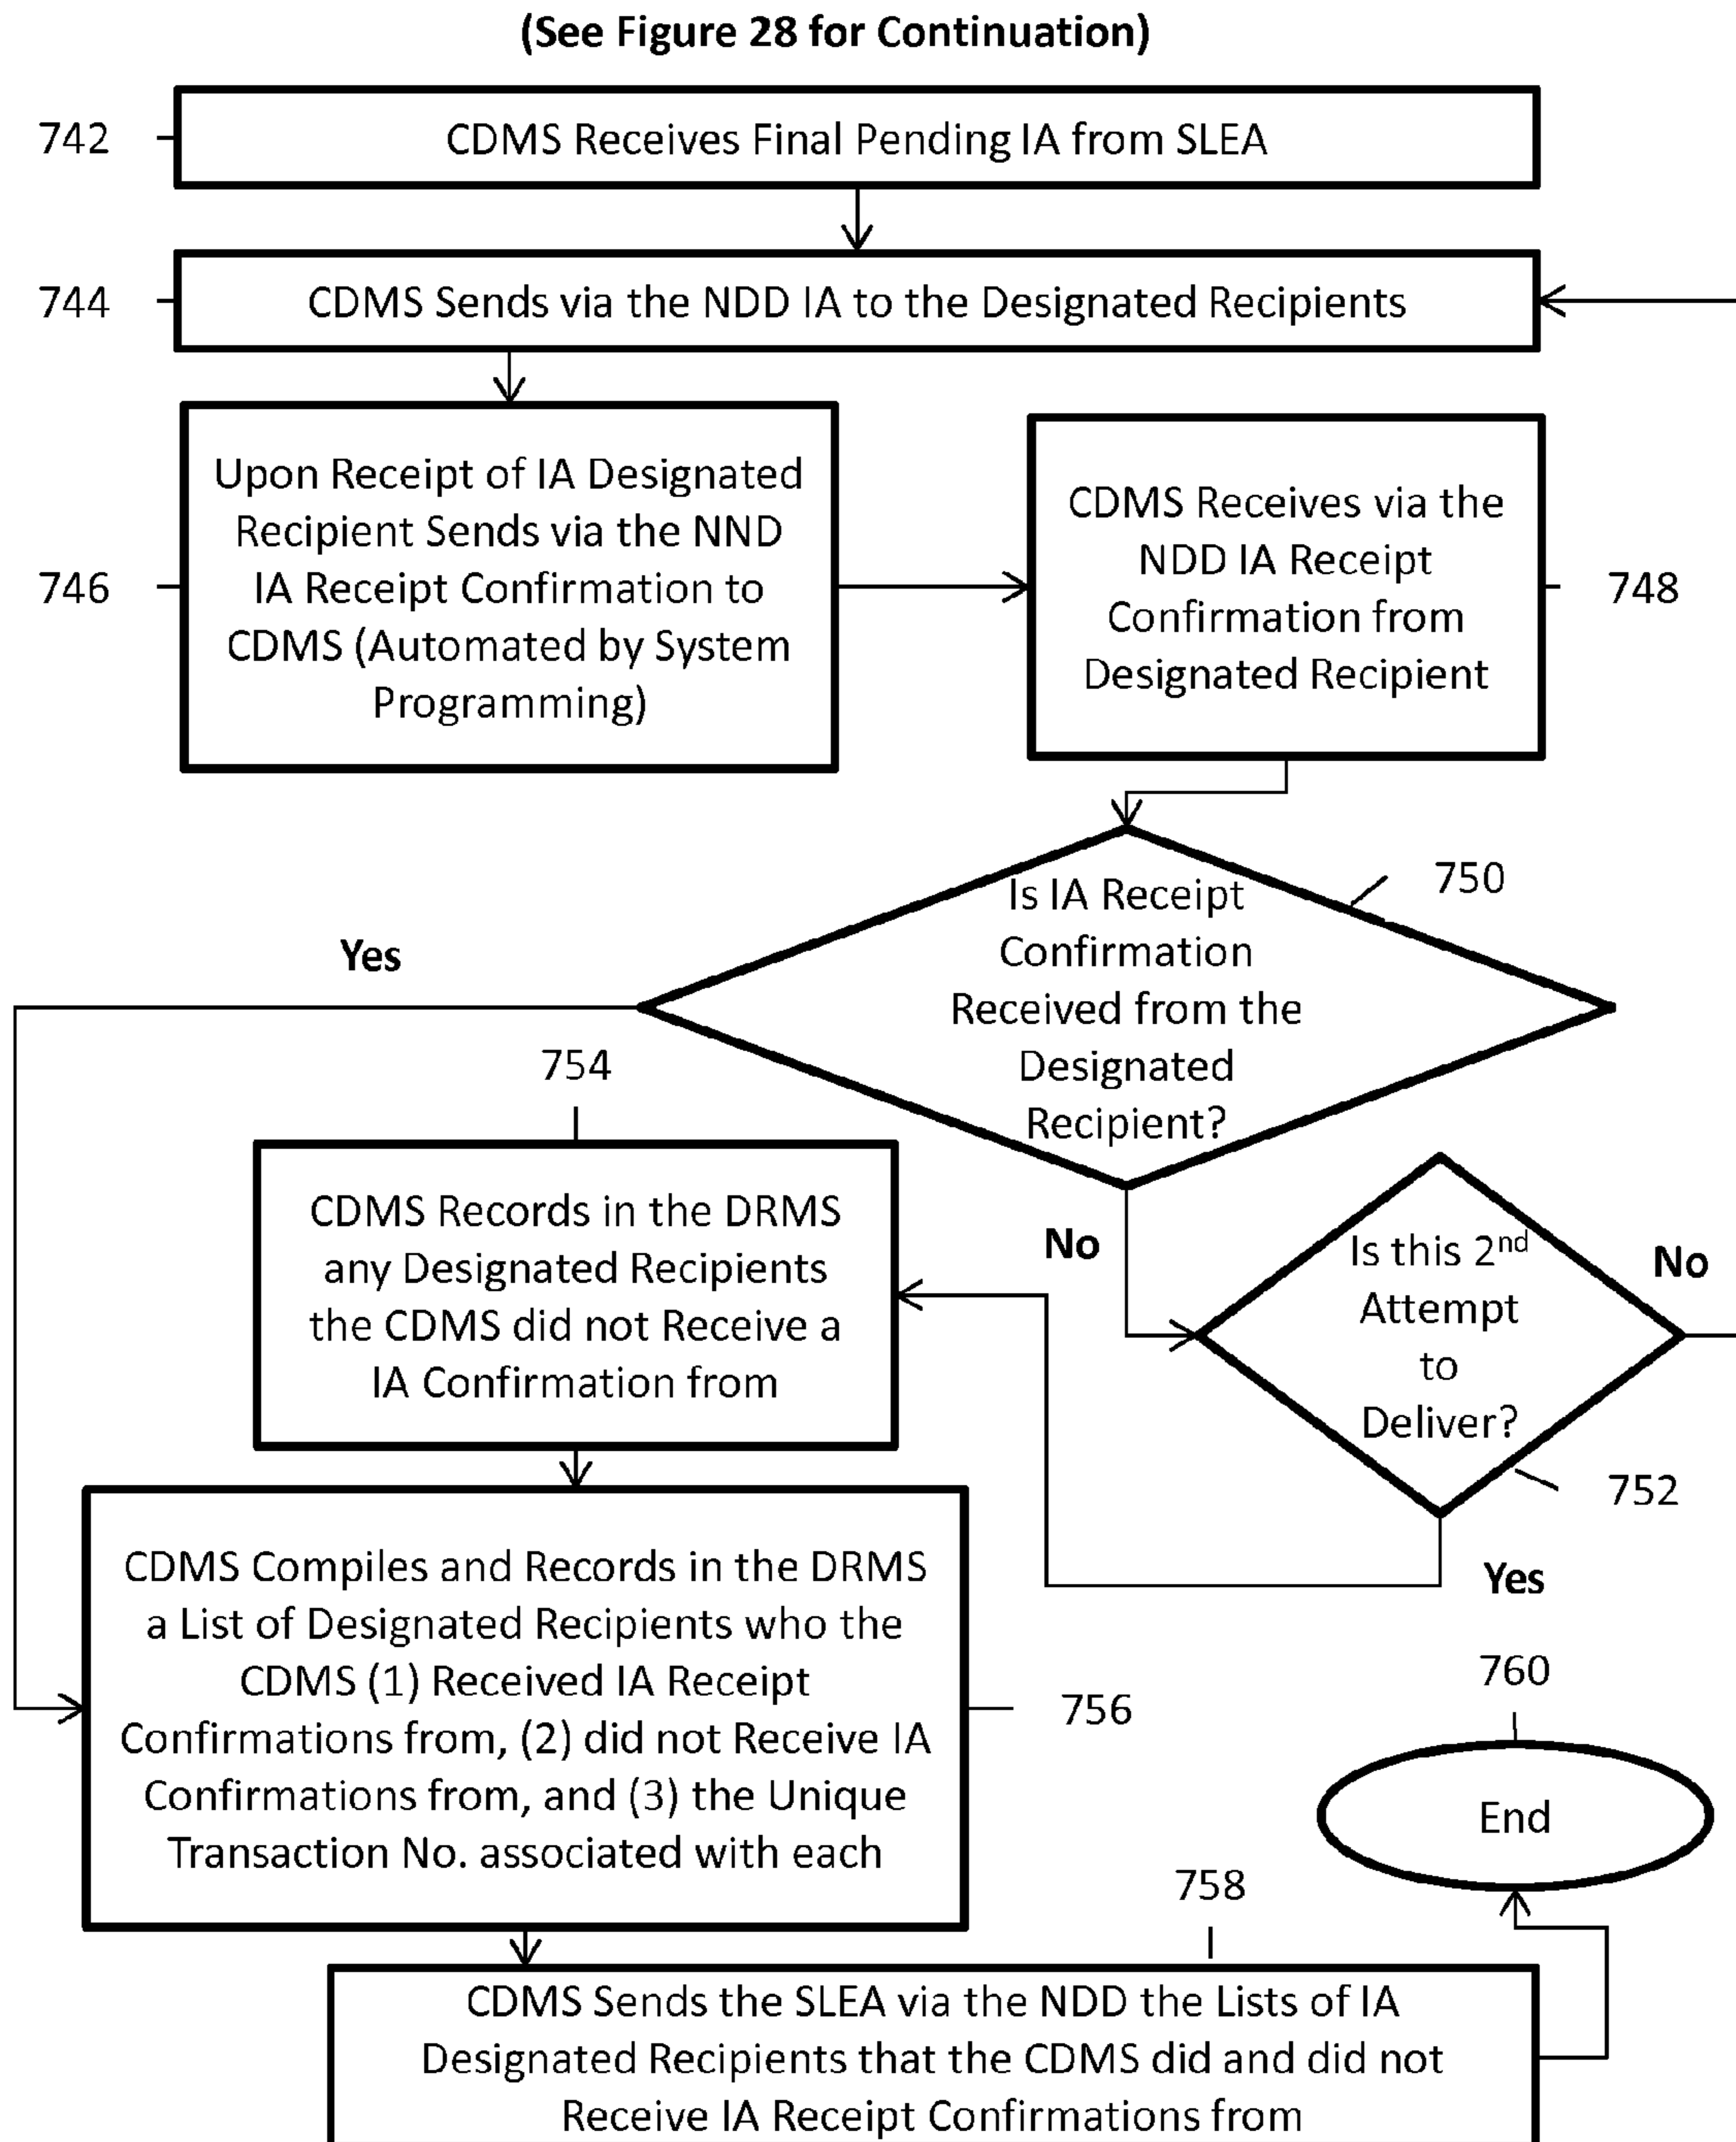 (See Figure 28 for Continuation)
742
CDMS Receives Final Pending IA from SLEA
744
CDMS Sends via the NDD IA to the Designated Recipients
746
Upon Receipt of IA Designated
Recipient Sends via the NND
IA Receipt Confirmation to
CDMS (Automated by System
Programming)
CDMS Receives via the
NDD IA Receipt
Confirmation from
Designated Recipient
748
750
Is IA Receipt
Confirmation
Received from the
Designated
Recipient?
Yes
No
754
CDMS Records in the DRMS
any Designated Recipients
the CDMS did not Receive a
IA Confirmation from
Is this 2nd
Attempt
to
Deliver?
No
752
Yes
CDMS Compiles and Records in the DRMS
a List of Designated Recipients who the
CDMS (1) Received IA Receipt
Confirmations from, (2) did not Receive IA
Confirmations from, and (3) the Unique
Transaction No. associated with each
756
760
End
758
CDMS Sends the SLEA via the NDD the Lists of IA
Designated Recipients that the CDMS did and did not
Receive IA Receipt Confirmations from